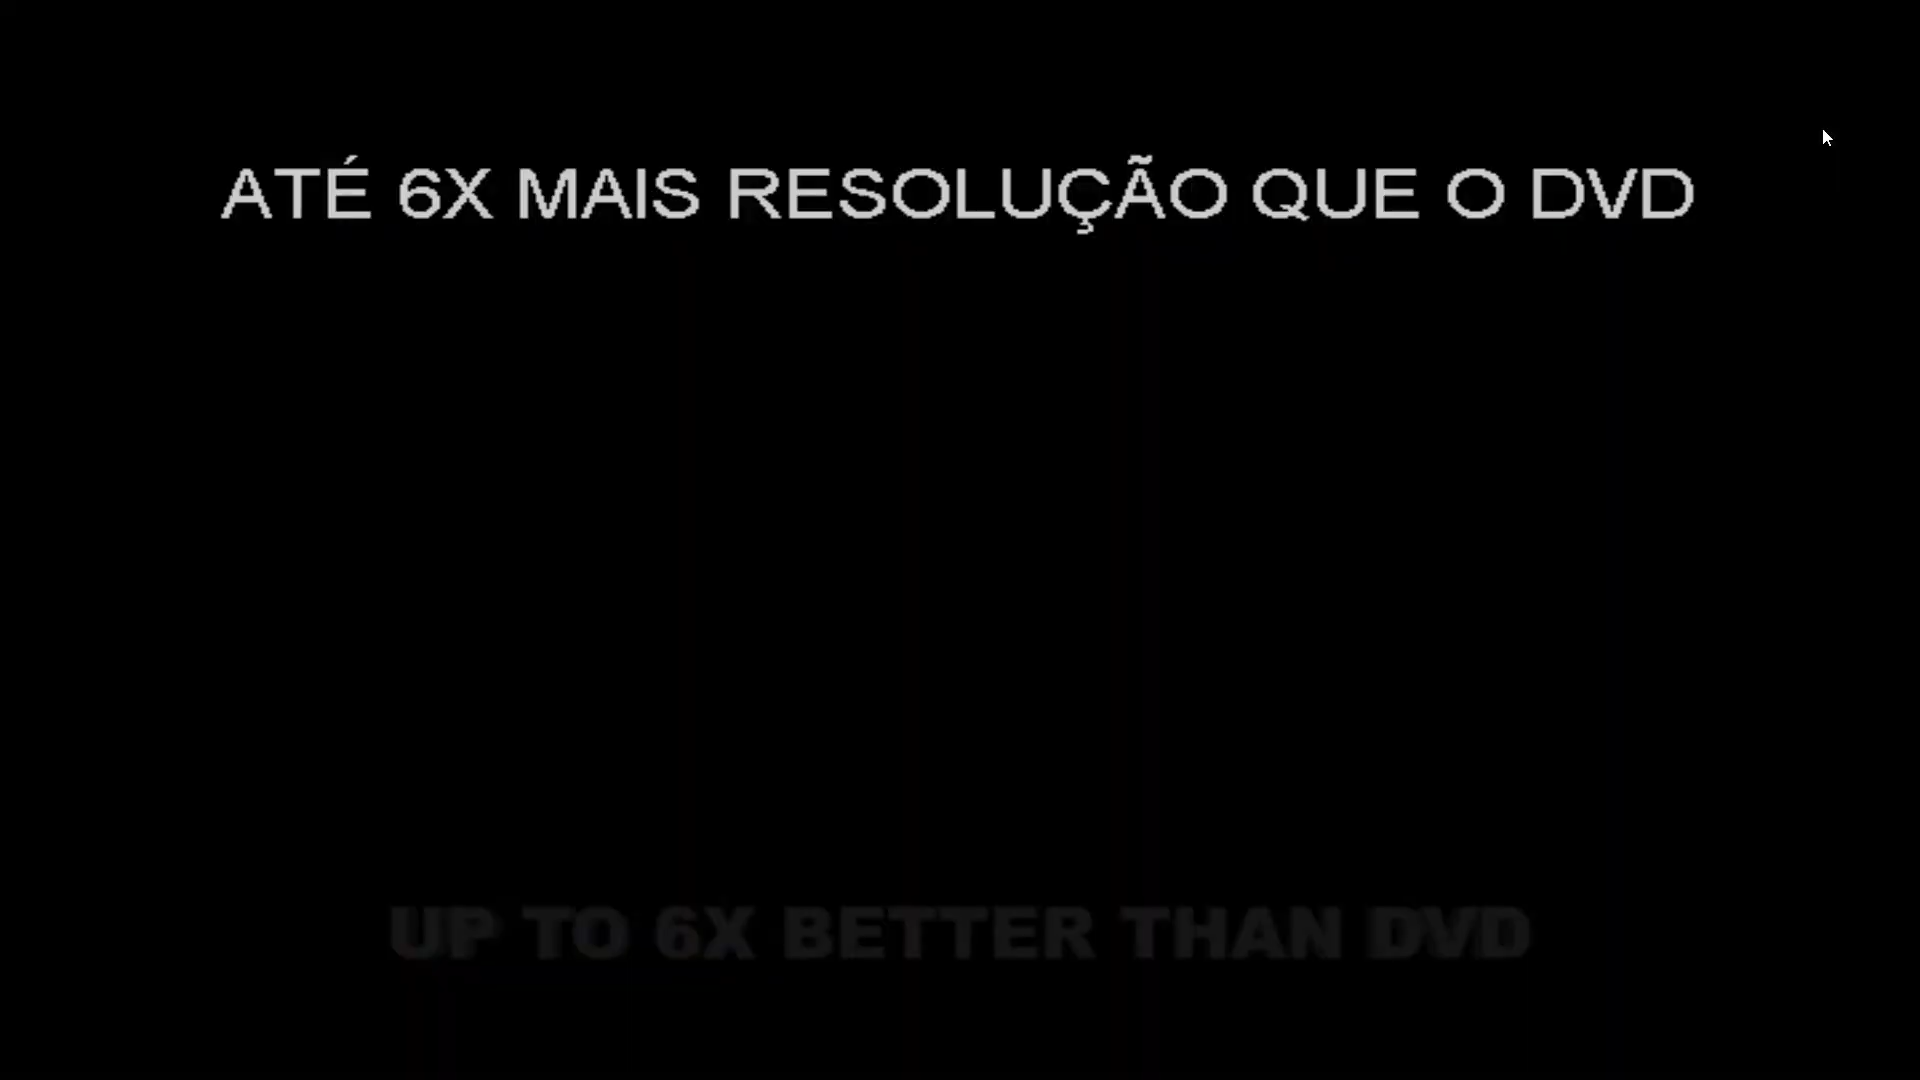 ATÉ 6X MAIS RESOLUÇÃO QUE O DVD
UP TO 6X BETTER THAN DVD